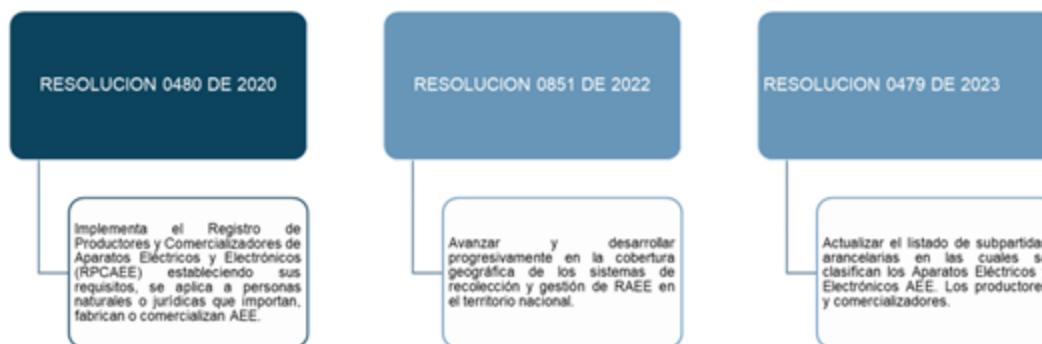 RESOLUCION 0480 DE 2020
Implementa el Registro de
Productores y Comercializadores de
Aparatos Eléctricos y Electrónicos
(RPCAEE) estableciendo sus
requisitos, se aplica a personas
naturales o jurídicas que importan,
fabrican o comercializan AEE.
RESOLUCION 0851 DE 2022
Avanzar y desarrollar
progresivamente en la cobertura
geográfica de los sistemas de
recolección y gestión de RAEE en
el territorio nacional.
RESOLUCION 0479 DE 2023
Actualizar el listado de subpartidas
arancelarias en las cuales
clasifican los Aparatos Eléctricos
Electrónicos AEE. Los
y comercializadores.